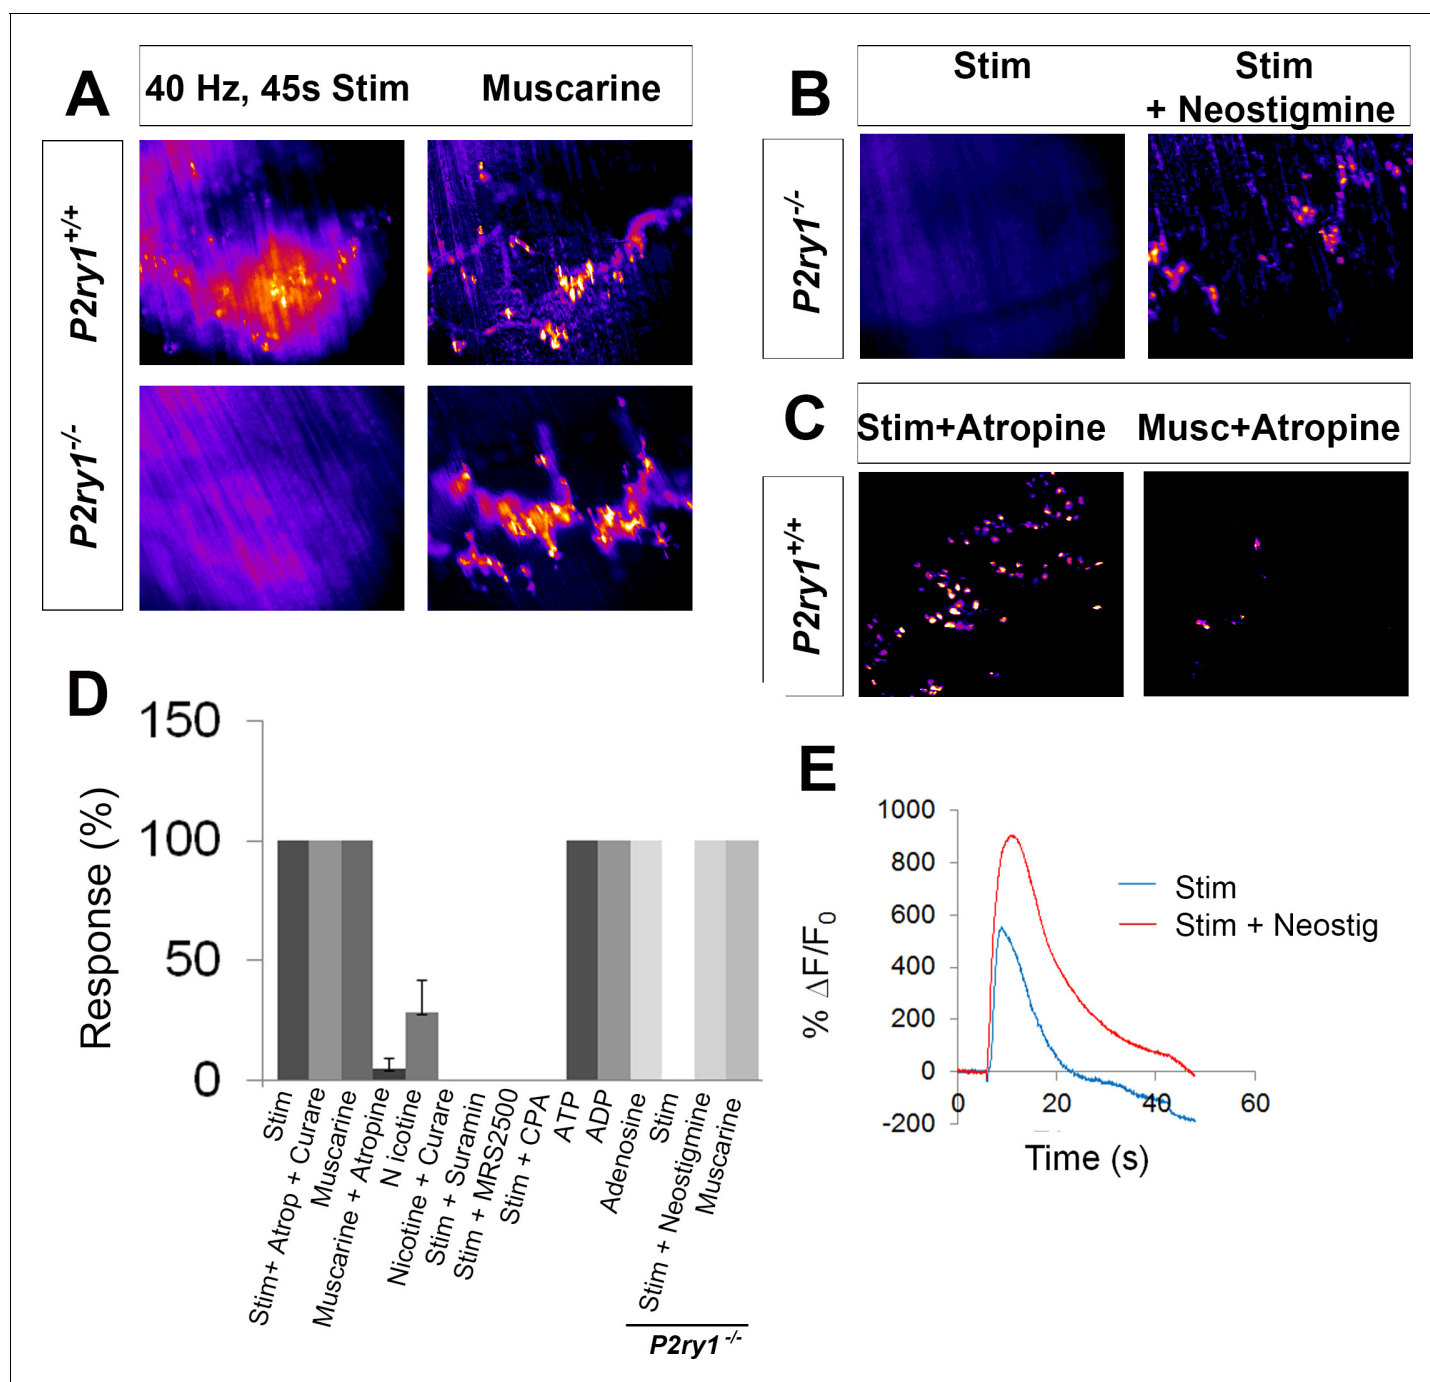 A
40 Hz, 45s Stim
Muscarine
P2ry1+/+
P2ry1-/-
B
Stim
Stim
+ Neostigmine
P2ry1-/-
C
Stim+Atropine
Musc+Atropine
P2ry1+/+
D
150
100
50
0
Response (%)
Stim
Stim+ Atrop + Curare
Muscarine
Muscarine + Atropine
N icotine
Nicotine + Curare
Stim + Suramin
Stim + MRS2500
Stim + CPA
ATP
ADP
Adenosine
Stim
Stim + Neostigmine
Muscarine
P2ry1 -/-
E
1000
800
600
400
200
0
-200
% ΔF/F0
0
20
40
60
Time (s)
Stim
Stim + Neostig